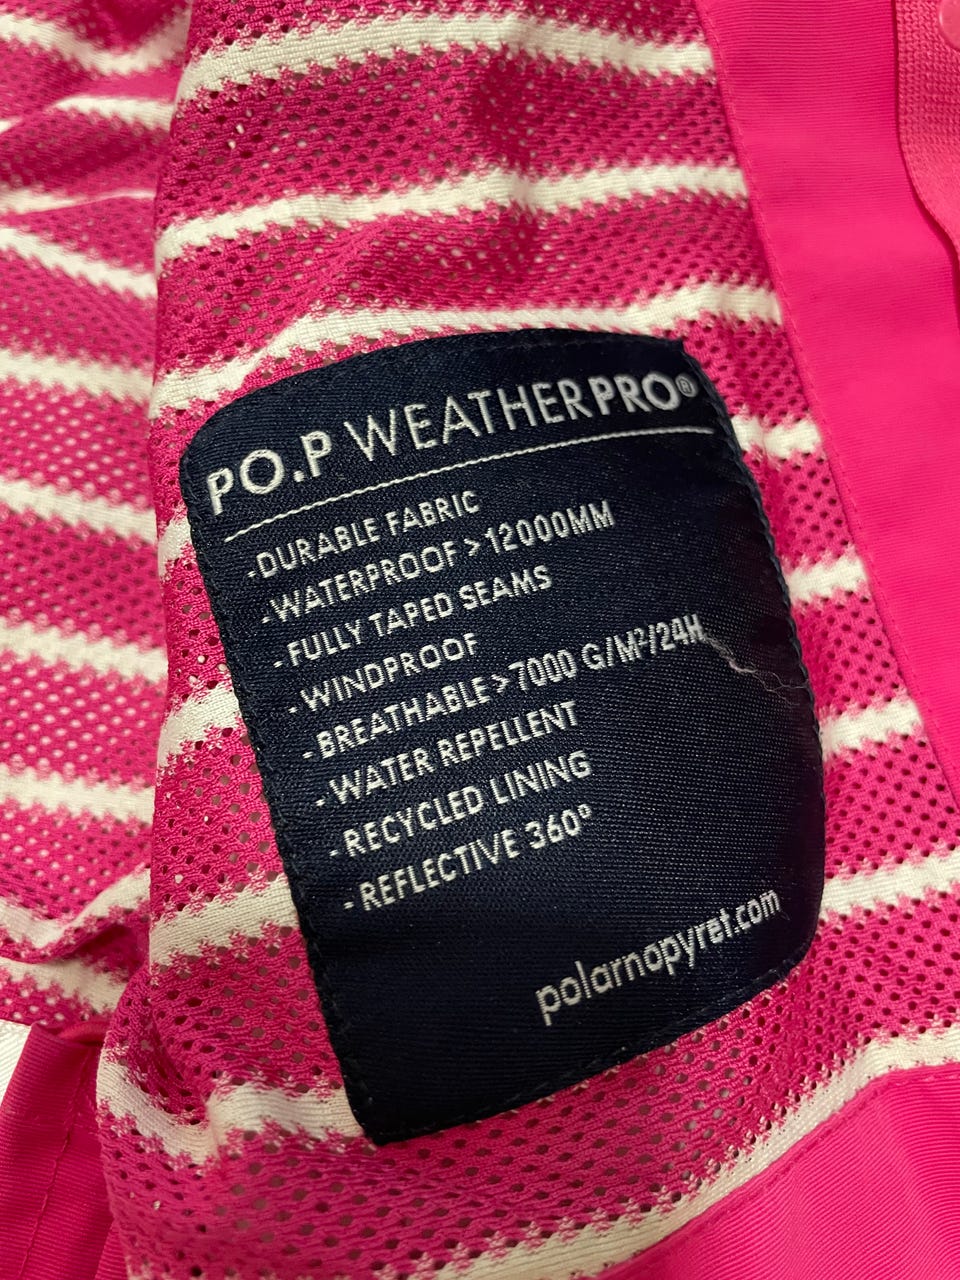 PO.P WEATHERPRO®
-DURABLE FABRIC
-WATERPROOF >12000MM
-FULLY TAPED SEAMS
-WINDPROOF
-BREATHABLE >7000 G/M²/24H
-WATER REPELLENT
-RECYCLED LINING
-REFLECTIVE 360°
polarnopyret.com